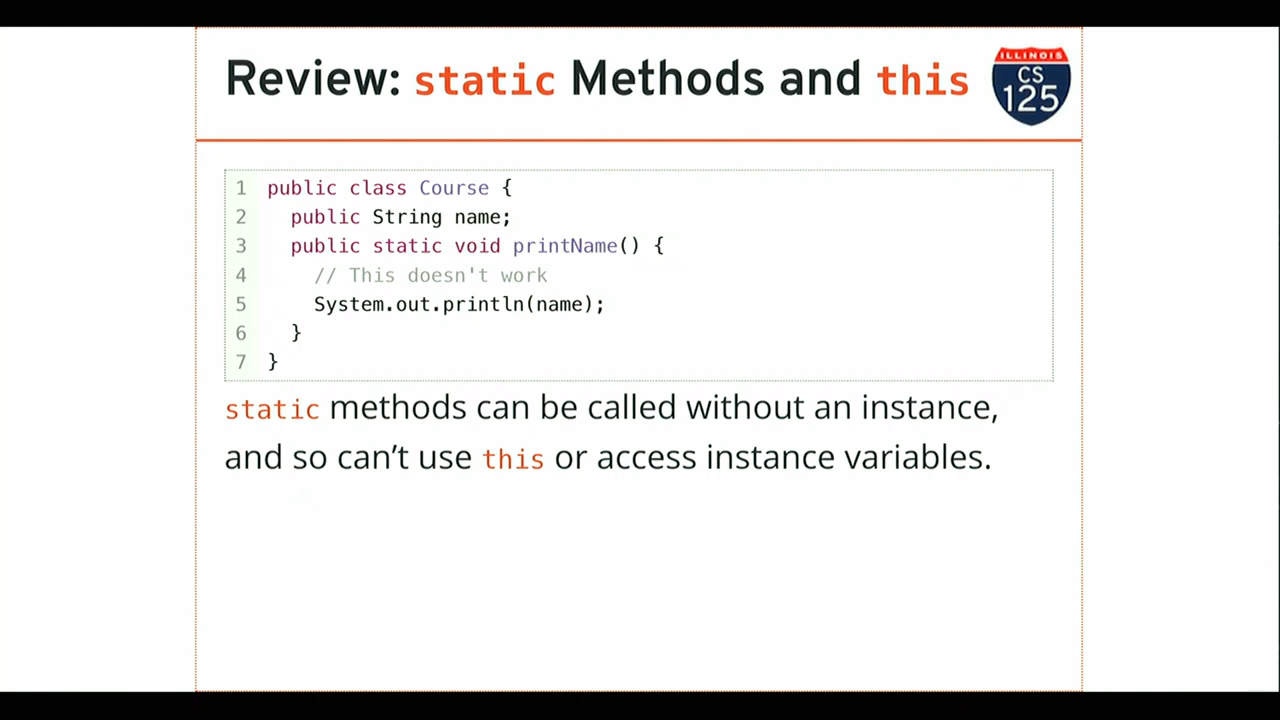 Review: static Methods and this
ILLINOIS
CS
125
1 public class Course {
2   public String name;
3   public static void printName() {
4     // This doesn't work
5     System.out.println(name);
6   }
7 }
static methods can be called without an instance,
and so can’t use this or access instance variables.